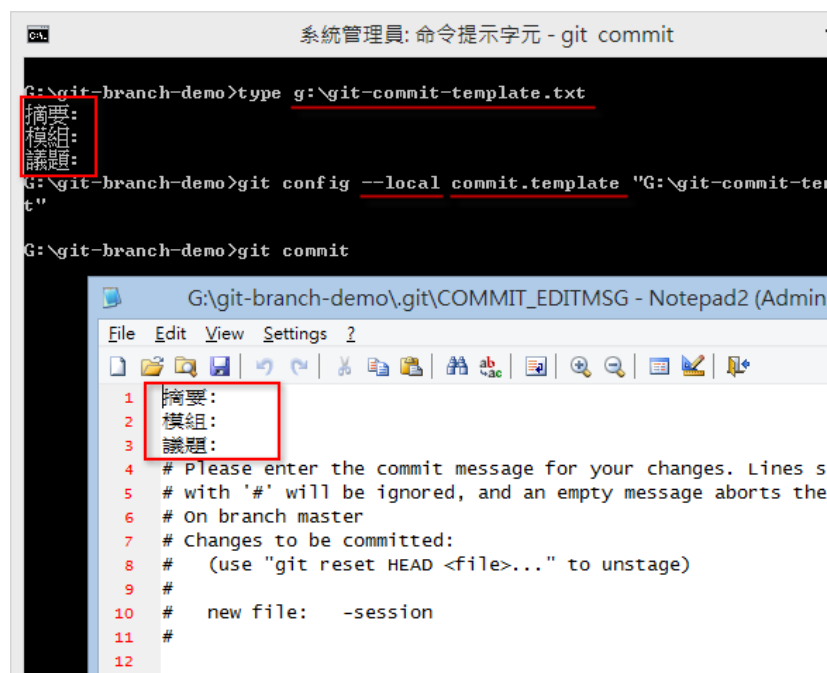 系統管理員: 命令提示字元 - git commit
G:\git-branch-demo>type g:\git-commit-template.txt
摘要:
模組:
議題:
G:\git-branch-demo>git config --local commit.template "G:\git-commit-te
t"
G:\git-branch-demo>git commit
G:\git-branch-demo\.git\COMMIT_EDITMSG - Notepad2 (Admin
File Edit View Settings ?
1 摘要:
2 模組:
3 議題:
4 # Please enter the commit message for your changes. Lines s
5 # with '#' will be ignored, and an empty message aborts the
6 # On branch master
7 # Changes to be committed:
8 #   (use "git reset HEAD <file>..." to unstage)
9 #
10 #   new file:   -session
11 #
12